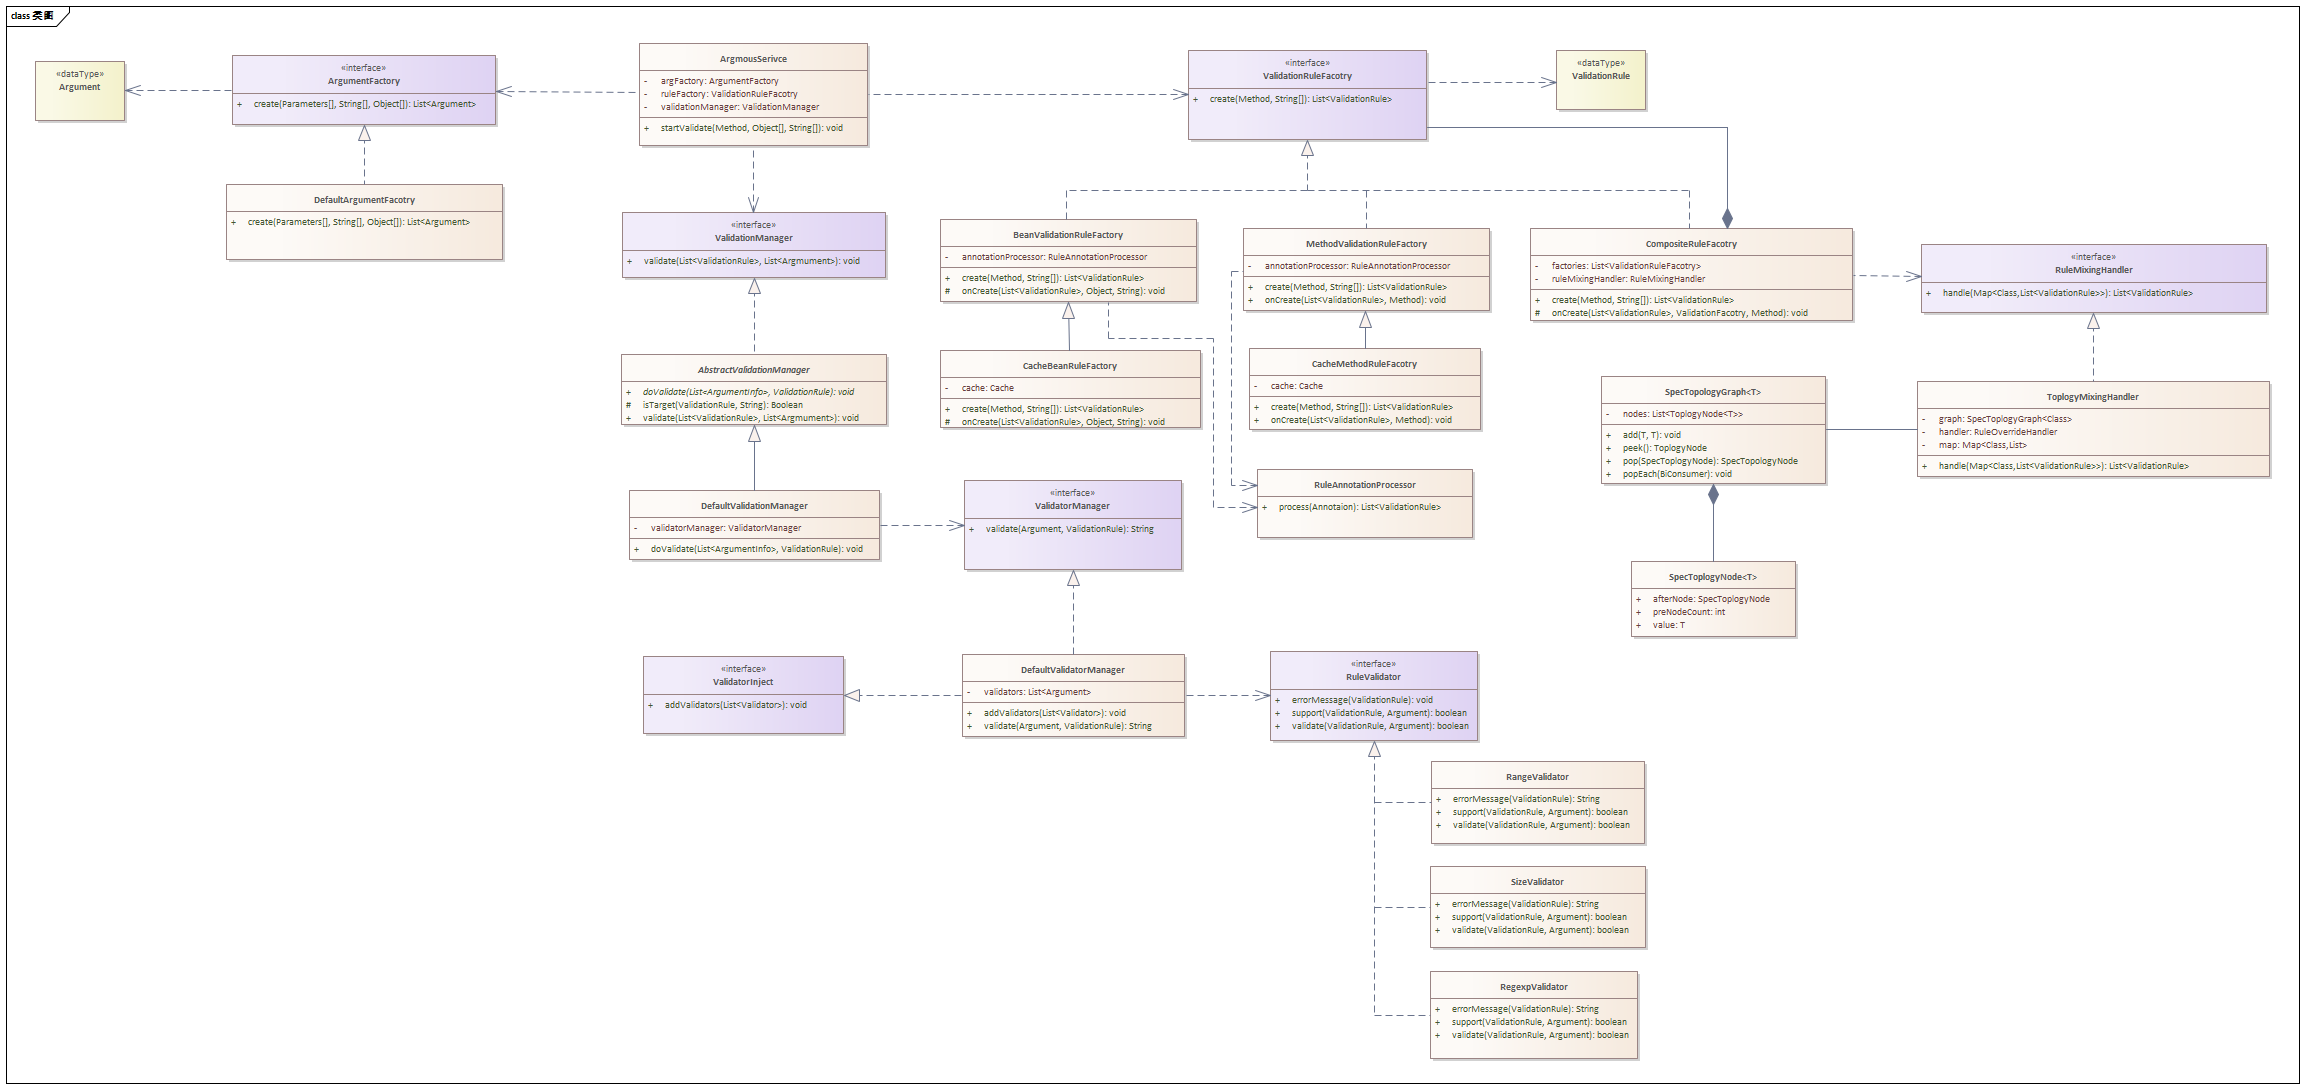 class 类图
«dataType»
Argument
«interface»
ArgumentFactory
+ create(Parameters[], String[], Object[]): List<Argument>
ArgmousSerivce
- argFactory: ArgumentFactory
- ruleFactory: ValidationRuleFacotry
- validationManager: ValidationManager
+ startValidate(Method, Object[], String[]): void
«interface»
ValidationRuleFacotry
+ create(Method, String[]): List<ValidationRule>
«dataType»
ValidationRule
DefaultArgumentFacotry
+ create(Parameters[], String[], Object[]): List<Argument>
«interface»
ValidationManager
+ validate(List<ValidationRule>, List<Argmument>): void
BeanValidationRuleFactory
- annotationProcessor: RuleAnnotationProcessor
+ create(Method, String[]): List<ValidationRule>
# onCreate(List<ValidationRule>, Object, String): void
MethodValidationRuleFactory
- annotationProcessor: RuleAnnotationProcessor
+ create(Method, String[]): List<ValidationRule>
+ onCreate(List<ValidationRule>, Method): void
CompositeRuleFacotry
- factories: List<ValidationRuleFacotry>
- ruleMixingHandler: RuleMixingHandler
+ create(Method, String[]): List<ValidationRule>
# onCreate(List<ValidationRule>, ValidationFacotry, Method): void
«interface»
RuleMixingHandler
+ handle(Map<Class,List<ValidationRule>>): List<ValidationRule>
AbstractValidationManager
+ doValidate(List<ArgumentInfo>, ValidationRule): void
# isTarget(ValidationRule, String): Boolean
+ validate(List<ValidationRule>, List<Argmument>): void
CacheBeanRuleFactory
- cache: Cache
+ create(Method, String[]): List<ValidationRule>
# onCreate(List<ValidationRule>, Object, String): void
CacheMethodRuleFacotry
- cache: Cache
+ create(Method, String[]): List<ValidationRule>
+ onCreate(List<ValidationRule>, Method): void
SpecTopologyGraph<T>
- nodes: List<ToplogyNode<T>>
+ add(T, T): void
+ peek(): ToplogyNode
+ pop(SpecToplogyNode): SpecTopologyNode
+ popEach(BiConsumer): void
ToplogyMixingHandler
- graph: SpecToplogyGraph<Class>
- handler: RuleOverrideHandler
- map: Map<Class,List>
+ handle(Map<Class,List<ValidationRule>>): List<ValidationRule>
DefaultValidationManager
- validatorManager: ValidatorManager
+ doValidate(List<ArgumentInfo>, ValidationRule): void
«interface»
ValidatorManager
+ validate(Argument, ValidationRule): String
RuleAnnotationProcessor
+ process(Annotaion): List<ValidationRule>
SpecToplogyNode<T>
+ afterNode: SpecToplogyNode
+ preNodeCount: int
+ value: T
«interface»
ValidatorInject
+ addValidators(List<Validator>): void
DefaultValidatorManager
- validators: List<Argument>
+ addValidators(List<Validator>): void
+ validate(Argument, ValidationRule): String
«interface»
RuleValidator
+ errorMessage(ValidationRule): void
+ support(ValidationRule, Argument): boolean
+ validate(ValidationRule, Argument): boolean
RangeValidator
+ errorMessage(ValidationRule): String
+ support(ValidationRule, Argument): boolean
+ validate(ValidationRule, Argument): boolean
SizeValidator
+ errorMessage(ValidationRule): String
+ support(ValidationRule, Argument): boolean
+ validate(ValidationRule, Argument): boolean
RegexpValidator
+ errorMessage(ValidationRule): String
+ support(ValidationRule, Argument): boolean
+ validate(ValidationRule, Argument): boolean